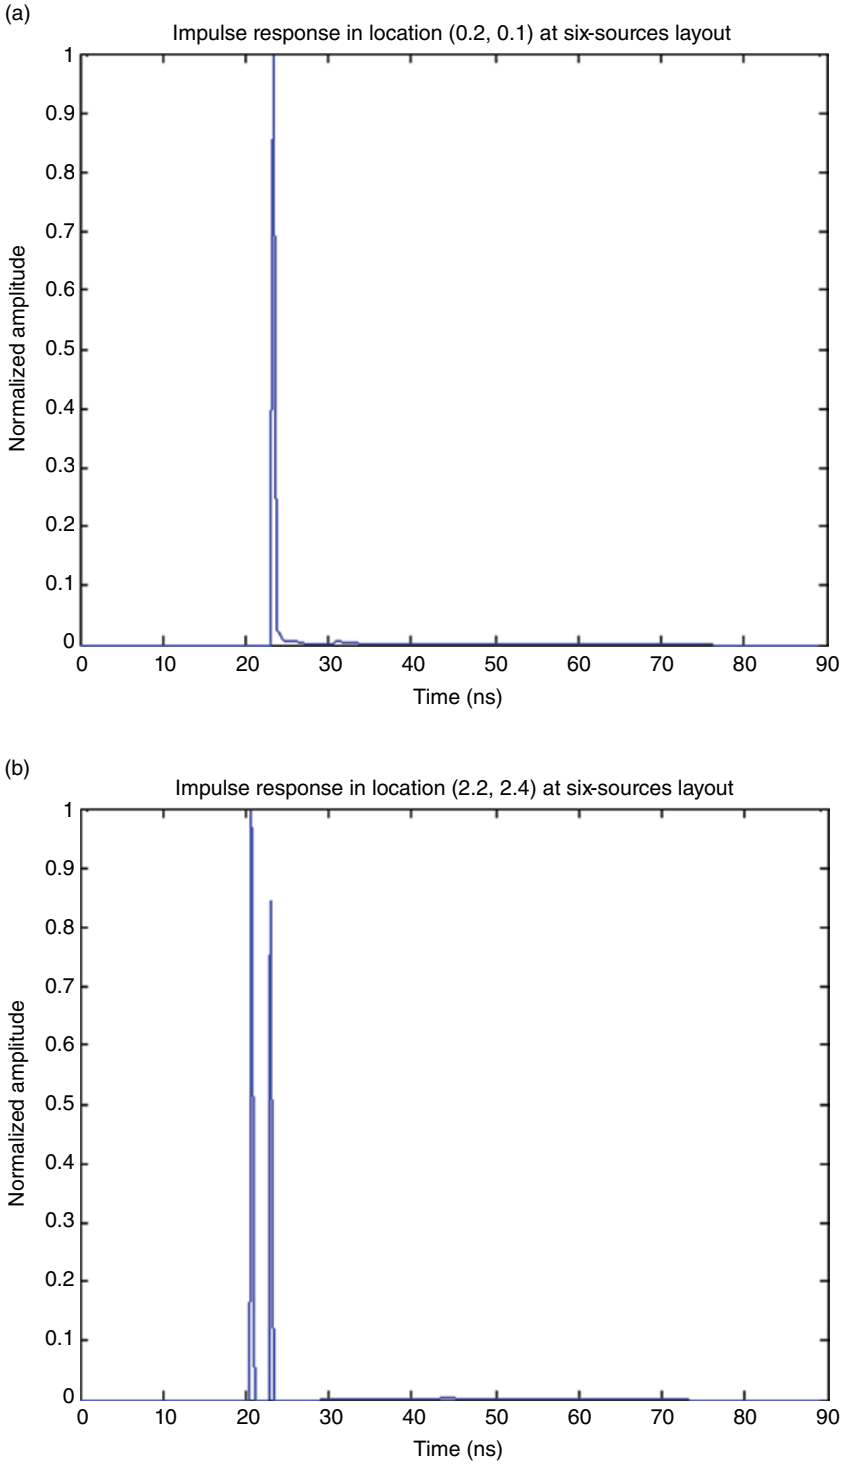 (a)
Impulse response in location (0.2, 0.1) at six-sources layout
1
0.9
0.8
0.7
0.6
0.5
0.4
0.3
0.2
0.1
0
Normalized amplitude
0 10 20 30 40 50 60 70 80 90
Time (ns)
(b)
Impulse response in location (2.2, 2.4) at six-sources layout
1
0.9
0.8
0.7
0.6
0.5
0.4
0.3
0.2
0.1
0
Normalized amplitude
0 10 20 30 40 50 60 70 80 90
Time (ns)